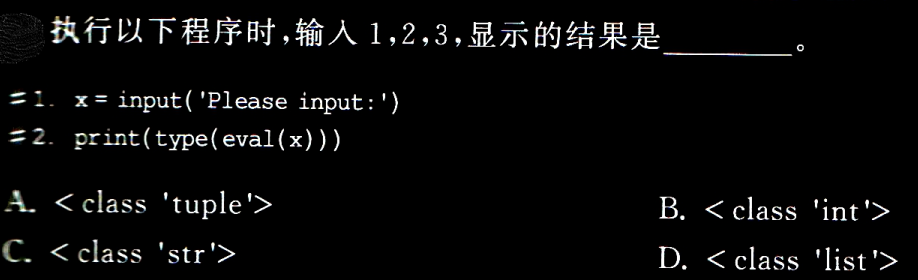 执行以下程序时,输入 1,2,3,显示的结果是________。
1. x = input('Please input:')
2. print(type(eval(x)))
A. <class 'tuple'>
B. <class 'int'>
C. <class 'str'>
D. <class 'list'>